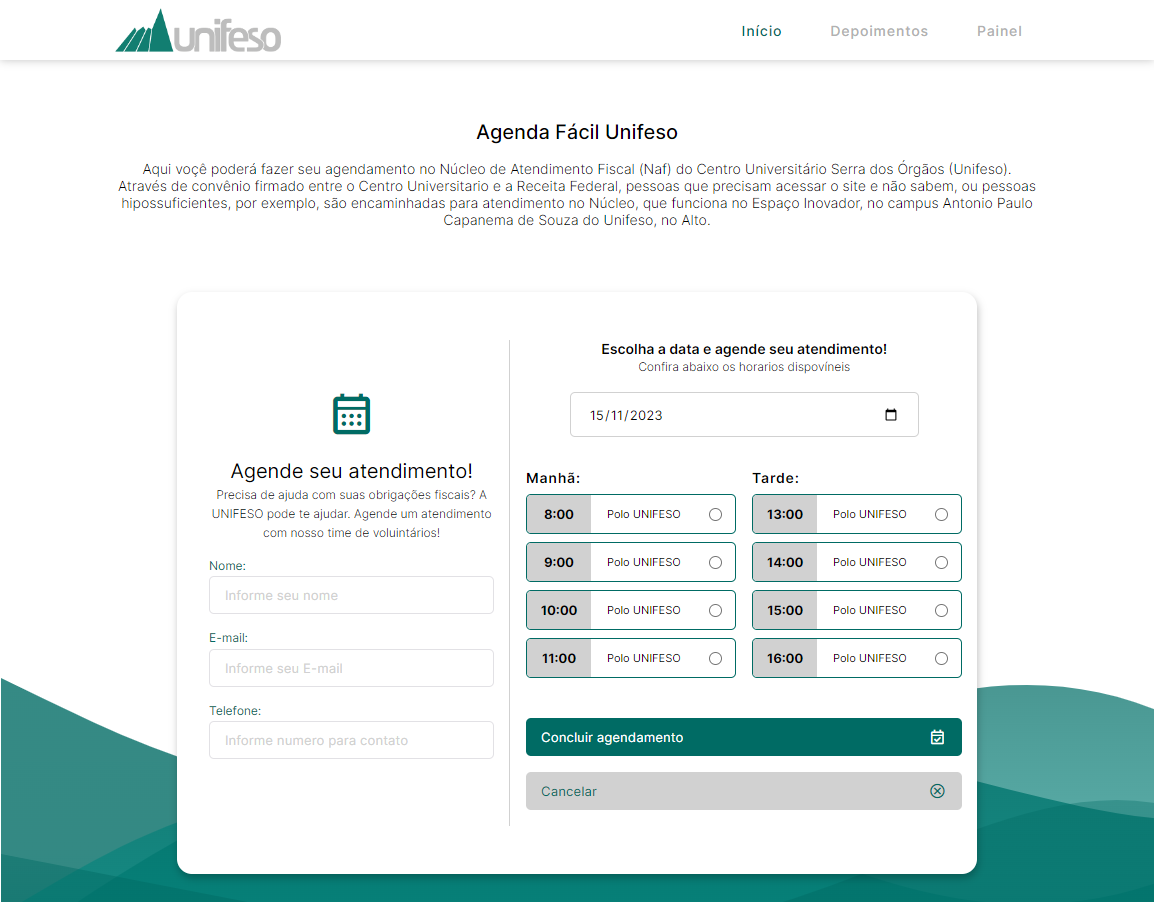 unifeso
Início
Depoimentos
Painel
Agenda Fácil Unifeso
Aqui voçê poderá fazer seu agendamento no Núcleo de Atendimento Fiscal (Naf) do Centro Universitário Serra dos Órgãos (Unifeso).
Através de convênio firmado entre o Centro Universitario e a Receita Federal, pessoas que precisam acessar o site e não sabem, ou pessoas
hipossuficientes, por exemplo, são encaminhadas para atendimento no Núcleo, que funciona no Espaço Inovador, no campus Antonio Paulo
Capanema de Souza do Unifeso, no Alto.
Agende seu atendimento!
Precisa de ajuda com suas obrigações fiscais? A
UNIFESO pode te ajudar. Agende um atendimento
com nosso time de voluintários!
Nome:
Informe seu nome
E-mail:
Informe seu E-mail
Telefone:
Informe numero para contato
Escolha a data e agende seu atendimento!
Confira abaixo os horarios dispovíneis
15/11/2023
Manhã:
8:00 Polo UNIFESO
9:00 Polo UNIFESO
10:00 Polo UNIFESO
11:00 Polo UNIFESO
Tarde:
13:00 Polo UNIFESO
14:00 Polo UNIFESO
15:00 Polo UNIFESO
16:00 Polo UNIFESO
Concluir agendamento
Cancelar